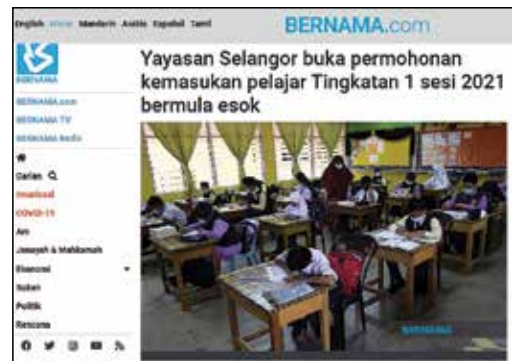 English Malay Mandarin Arabic Español Tamil
BERNAMA.com
BERNAMA
BERNAMA.com
BERNAMA TV
BERNAMA Radio
Carian
COVID-19
Am
Jenayah & Mahkamah
Ekonomi
Sukan
Politik
Rencana
Yayasan Selangor buka permohonan
kemasukan pelajar Tingkatan 1 sesi 2021
bermula esok
BERNAMA